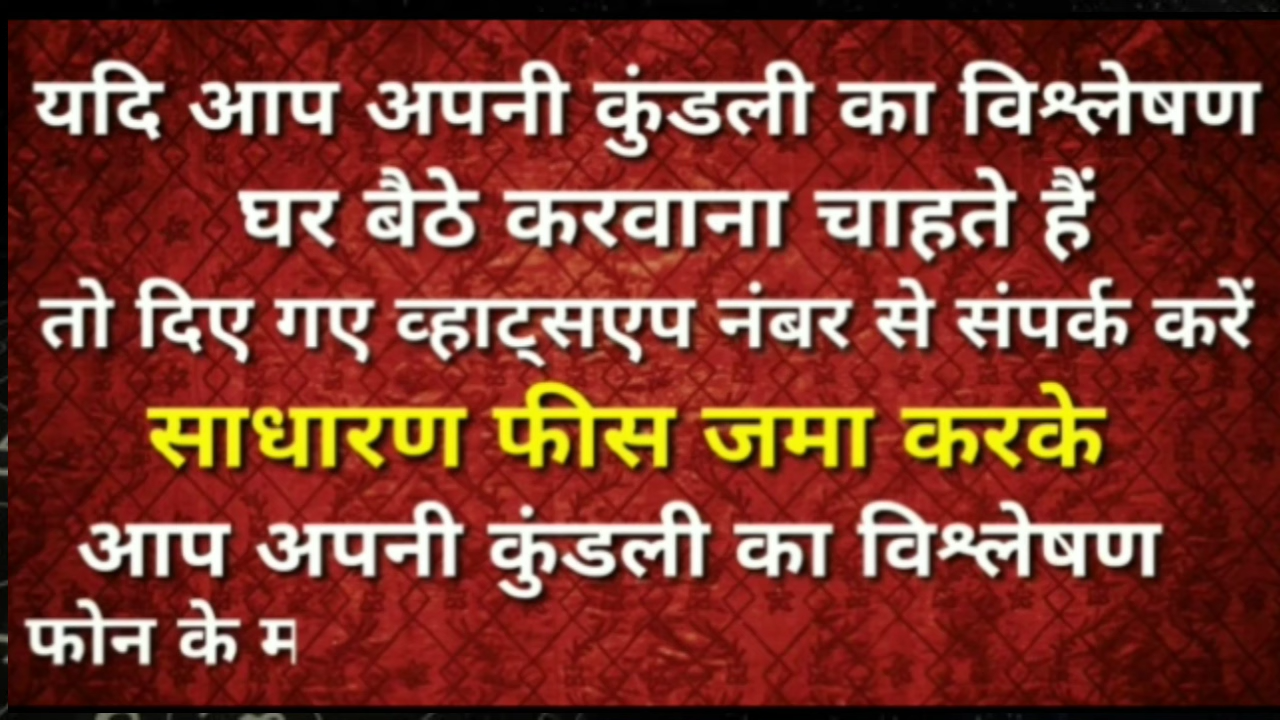 यदि आप अपनी कुंडली का विश्लेषण
घर बैठे करवाना चाहते हैं
तो दिए गए व्हाट्सएप नंबर से संपर्क करें
साधारण फीस जमा करके
आप अपनी कुंडली का विश्लेषण
फोन के म